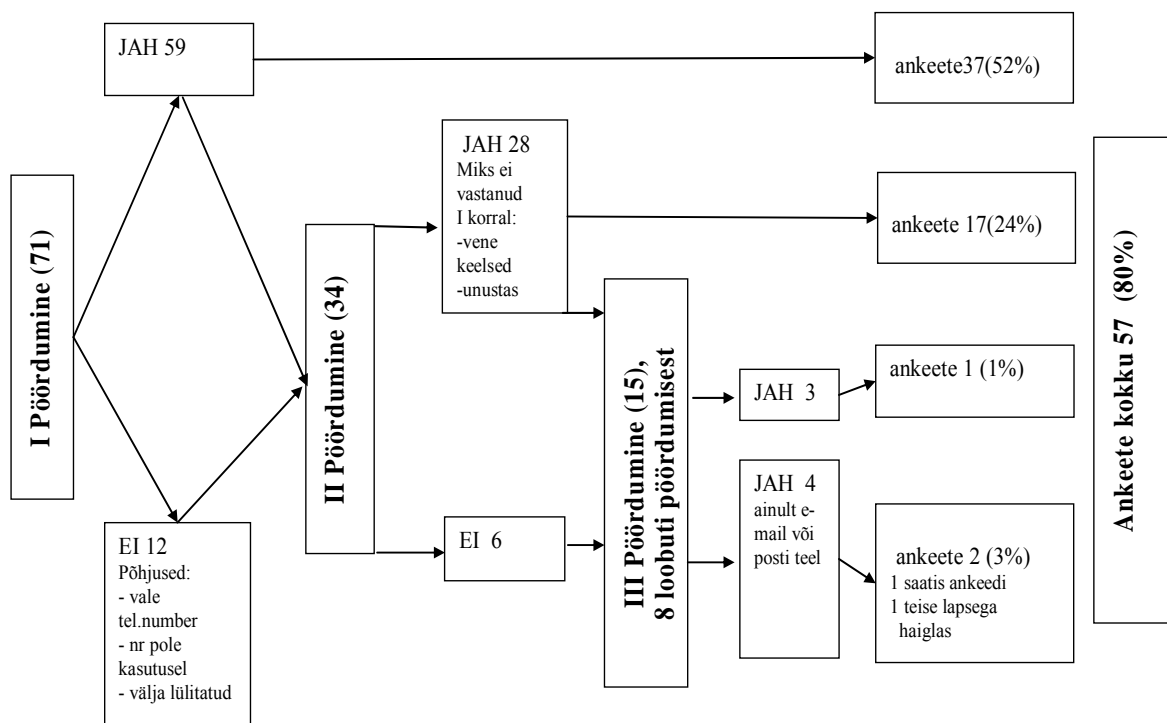 I Pöördumine (71)
JAH 59
EI 12
Põhjused:
- vale
tel.number
- nr pole
kasutusel
- välja lülitatud
II Pöördumine (34)
JAH 28
Miks ei
vastanud
I korral:
-vene
keelsed
-unustas
EI 6
III Pöördumine (15),
8 loobuti pöördumisest
JAH 3
JAH 4
ainult e-
mail või
posti teel
ankeete37(52%)
ankeete 17(24%)
ankeete 1 (1%)
ankeete 2 (3%)
1 saatis ankeedi
1 teise lapsega
haiglas
Ankeete kokku 57 (80%)